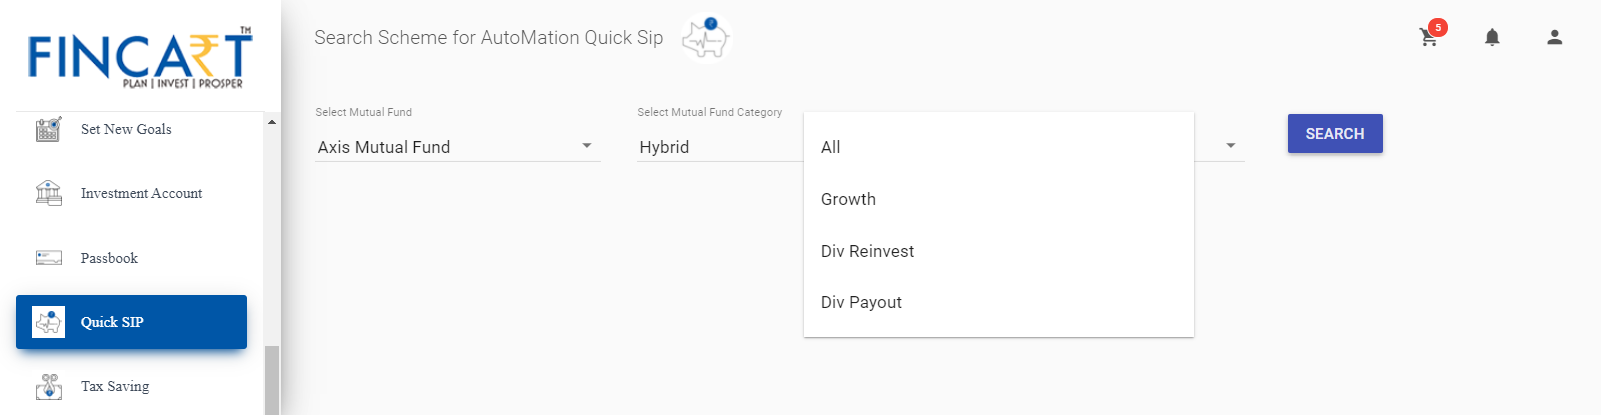 FINCART™
PLAN | INVEST | PROSPER
Set New Goals
Investment Account
Passbook
Quick SIP
Tax Saving
Search Scheme for AutoMation Quick Sip
5
Select Mutual Fund
Axis Mutual Fund
Select Mutual Fund Category
Hybrid
All
Growth
Div Reinvest
Div Payout
SEARCH